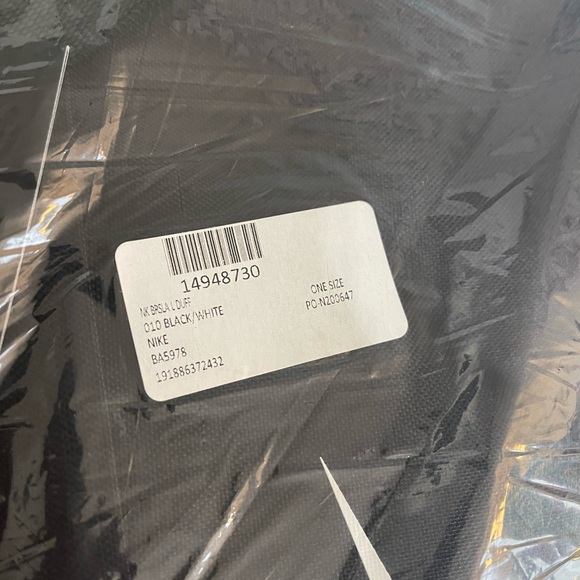 14948730
NK BRSLA L DUFF
010 BLACK/WHITE
NIKE
BA5978
191886372432
ONE SIZE
PO-N200647